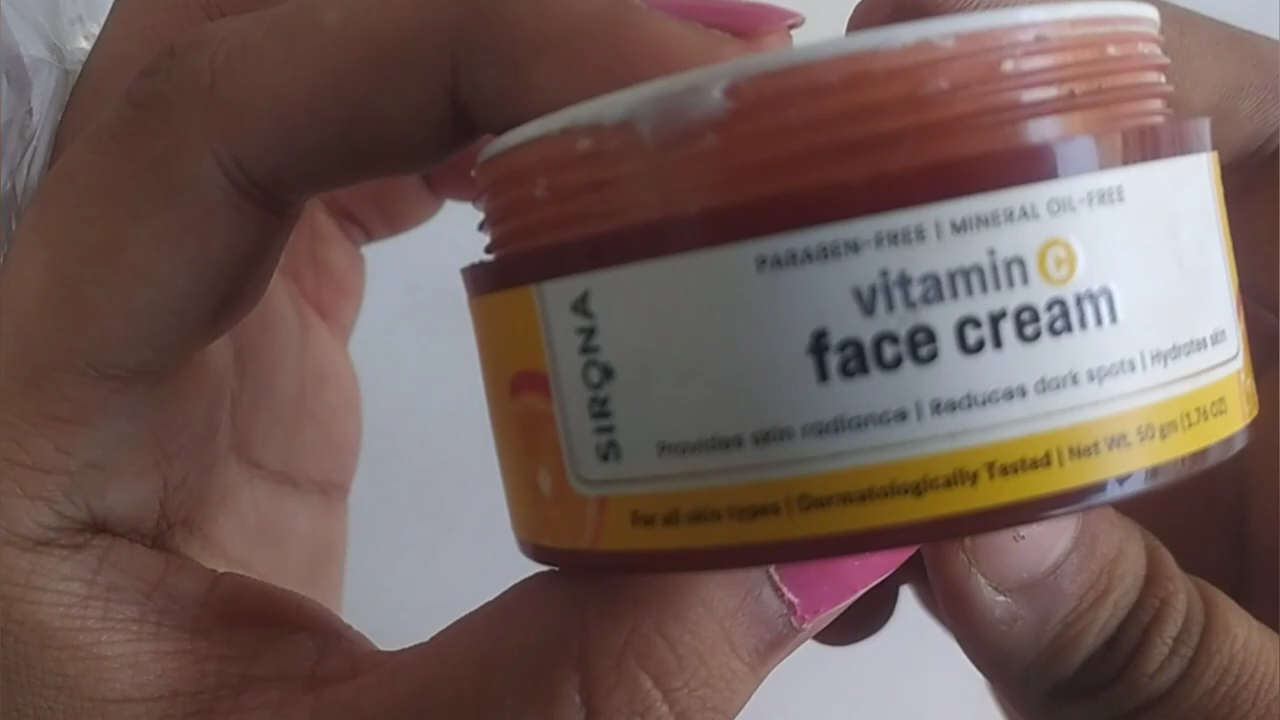 PARABEN-FREE | MINERAL OIL-FREE
vitamin C
face cream
SIRONA
Provides skin radiance | Reduces dark spots | Hydrates skin
For all skin types | Dermatologically Tested | Net Wt. 50 gm (1.76 OZ)